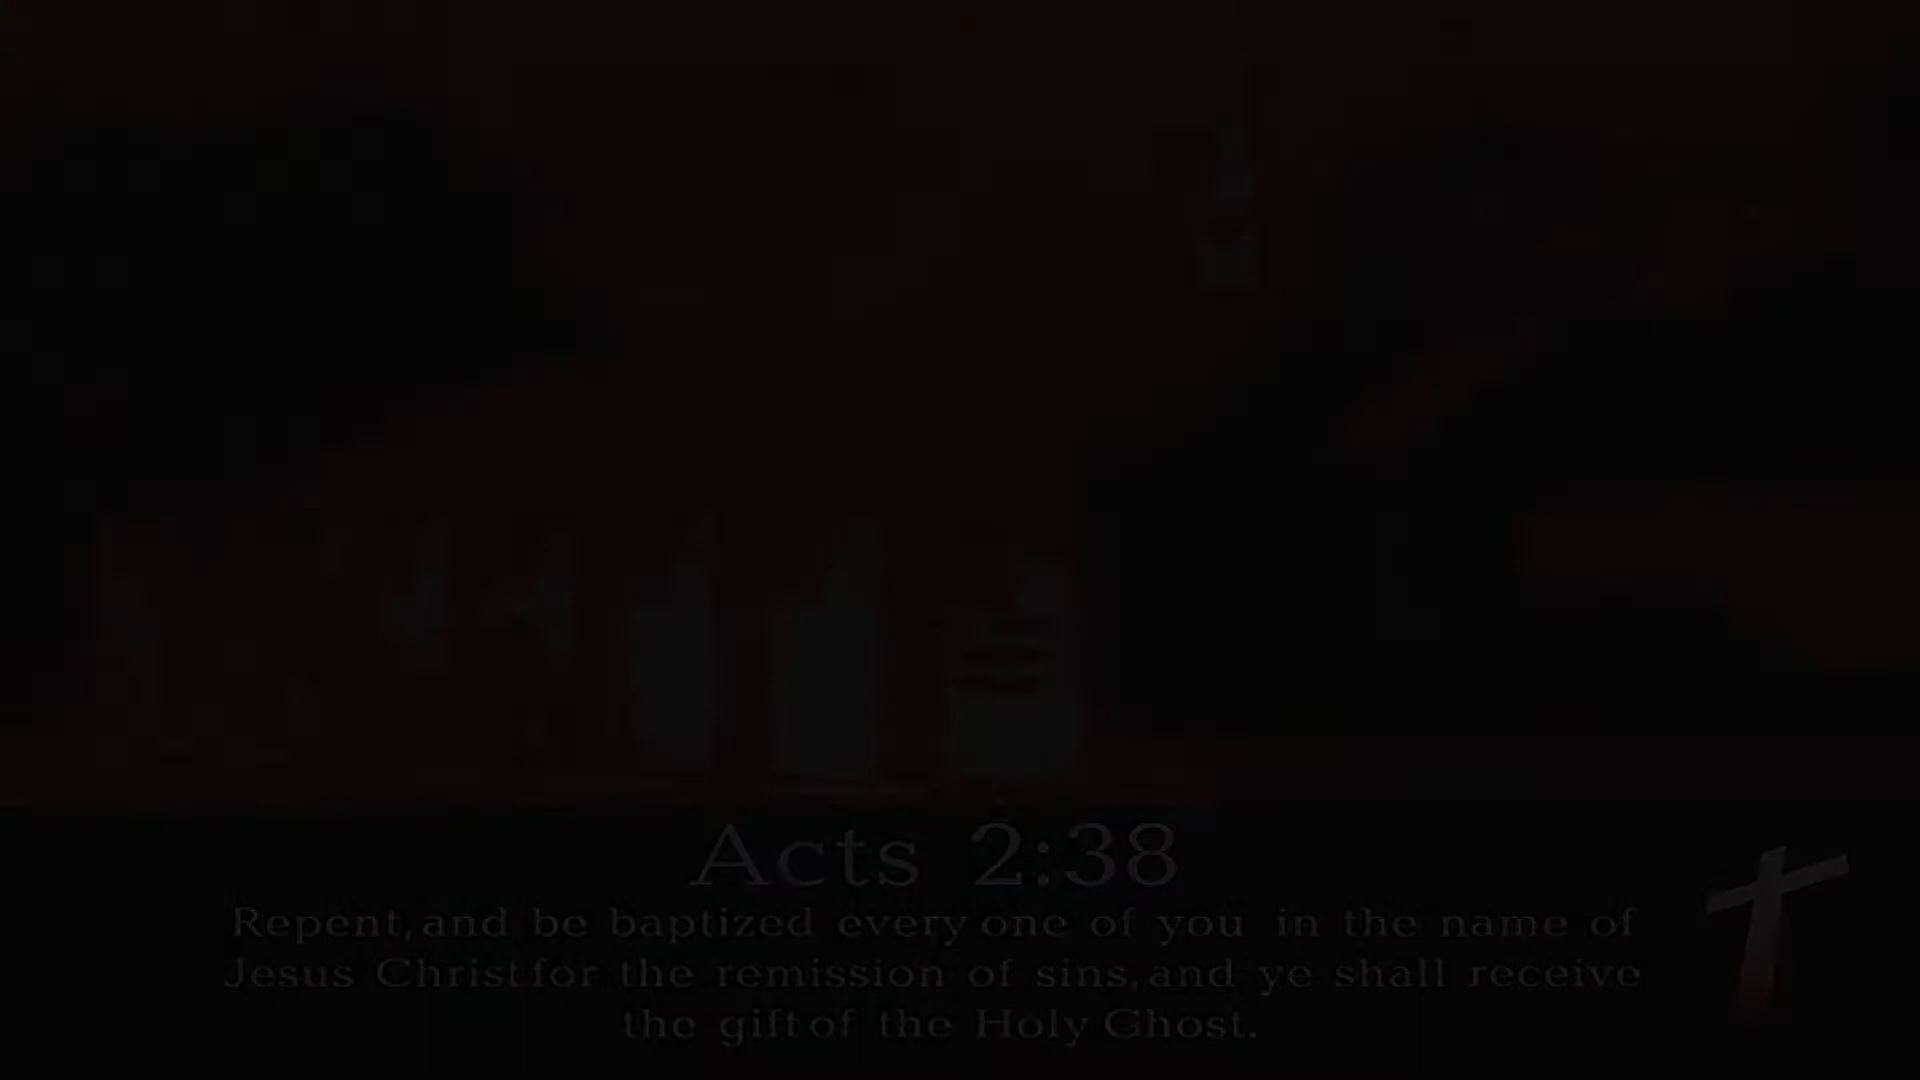 Acts 2:38
Repent, and be baptized every one of you in the name of
Jesus Christ for the remission of sins, and ye shall receive
the gift of the Holy Ghost.